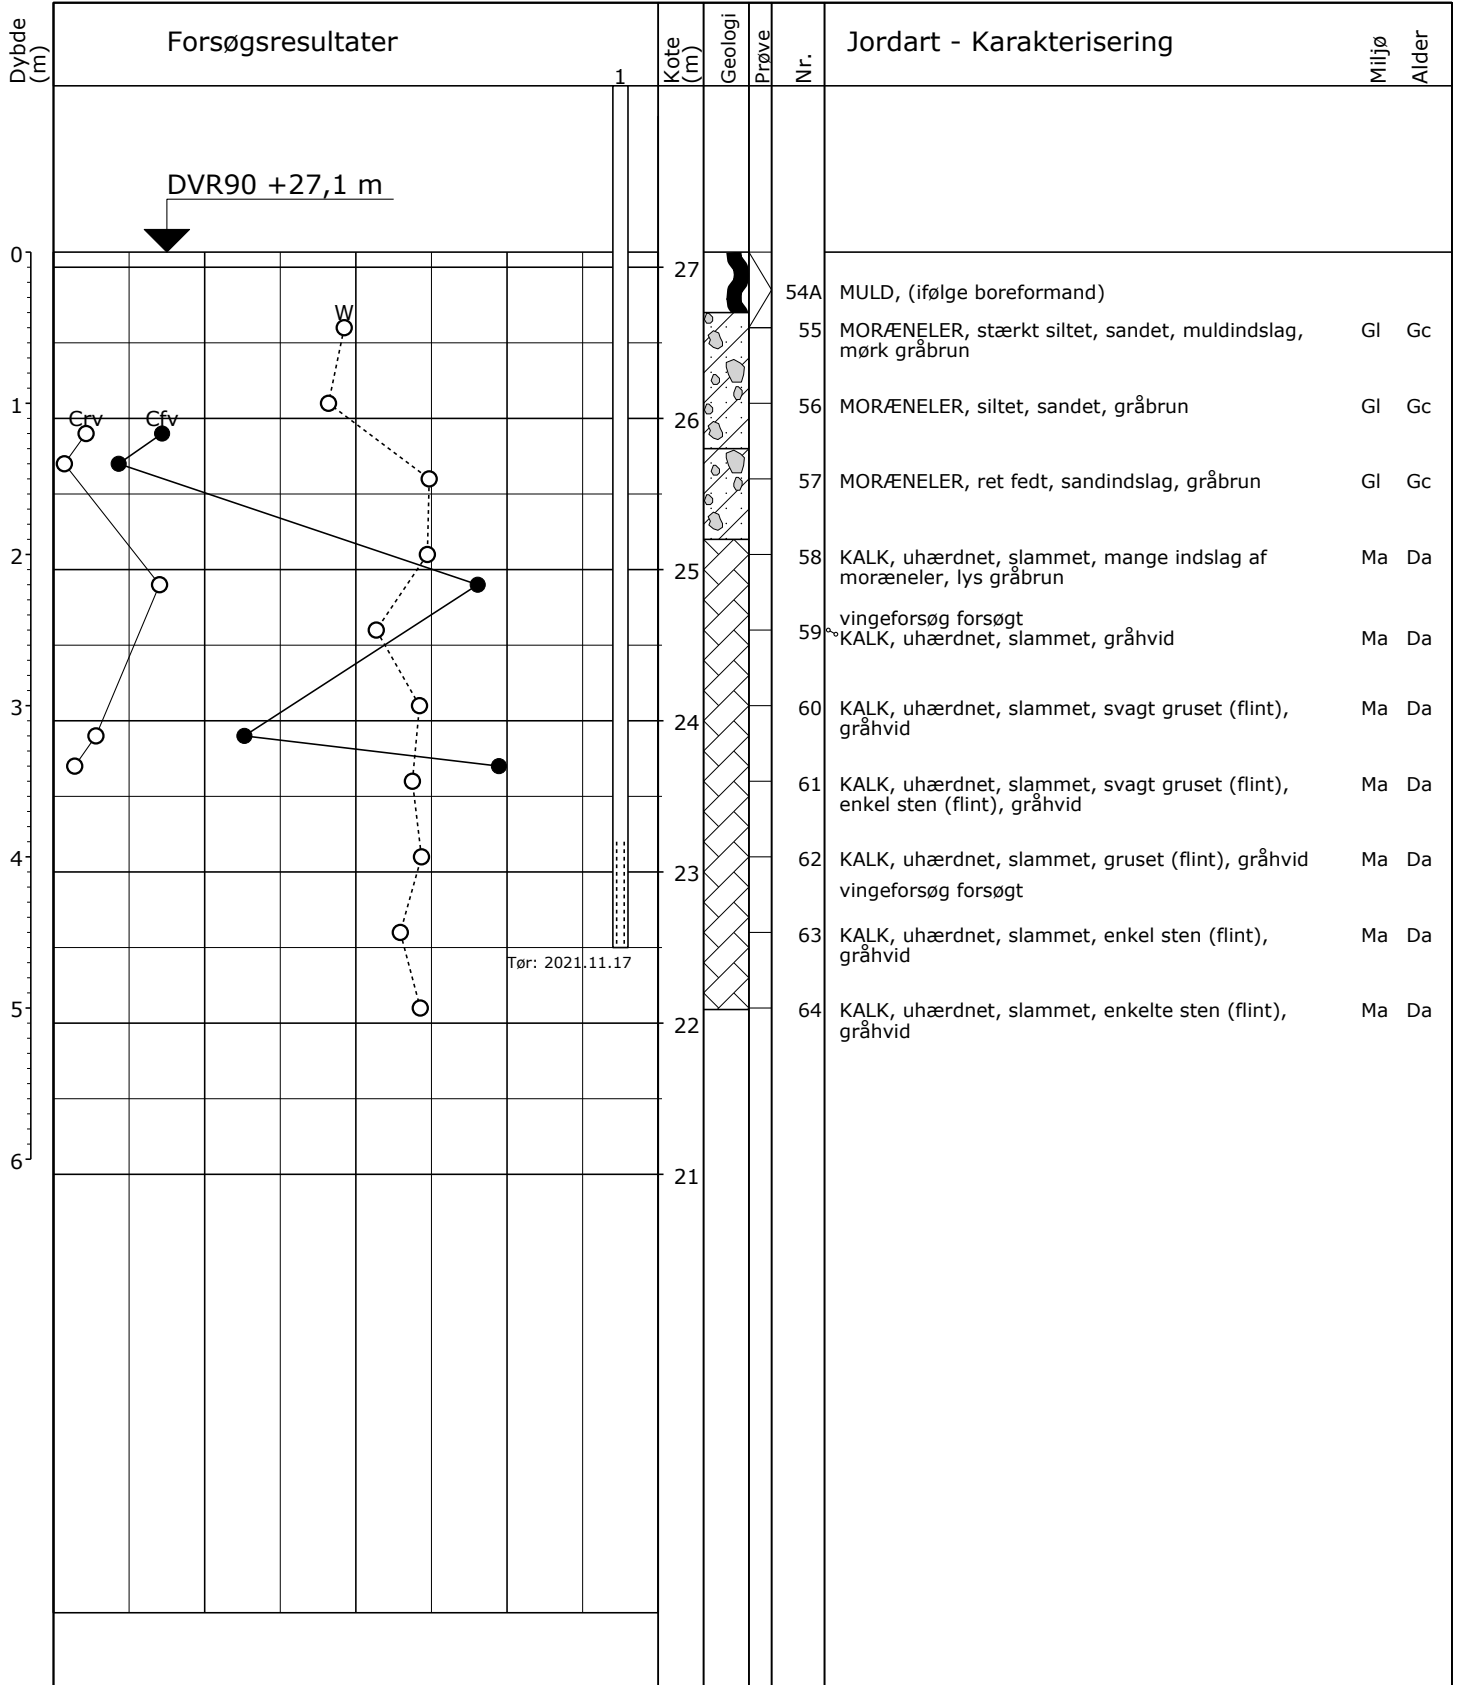 Dybde (m)
Forsøgsresultater
1
Kote (m)
Geologi
Prøve
Nr.
Jordart - Karakterisering
Miljø
Alder
DVR90 +27,1 m
0
27
W
54A MULD, (ifølge boreformand)
55 MORÆNELER, stærkt siltet, sandet, muldindslag, Gl Gc
mørk gråbrun
1
Crv Cfv
26
56 MORÆNELER, siltet, sandet, gråbrun Gl Gc
57 MORÆNELER, ret fedt, sandindslag, gråbrun Gl Gc
2
25
58 KALK, uhærdnet, slammet, mange indslag af Ma Da
moræneler, lys gråbrun
vingeforsøg forsøgt
59 KALK, uhærdnet, slammet, gråhvid Ma Da
3
24
60 KALK, uhærdnet, slammet, svagt gruset (flint), Ma Da
gråhvid
61 KALK, uhærdnet, slammet, svagt gruset (flint), Ma Da
enkel sten (flint), gråhvid
4
23
62 KALK, uhærdnet, slammet, gruset (flint), gråhvid Ma Da
vingeforsøg forsøgt
63 KALK, uhærdnet, slammet, enkel sten (flint), Ma Da
gråhvid
Tør: 2021.11.17
5
22
64 KALK, uhærdnet, slammet, enkelte sten (flint), Ma Da
gråhvid
6
21